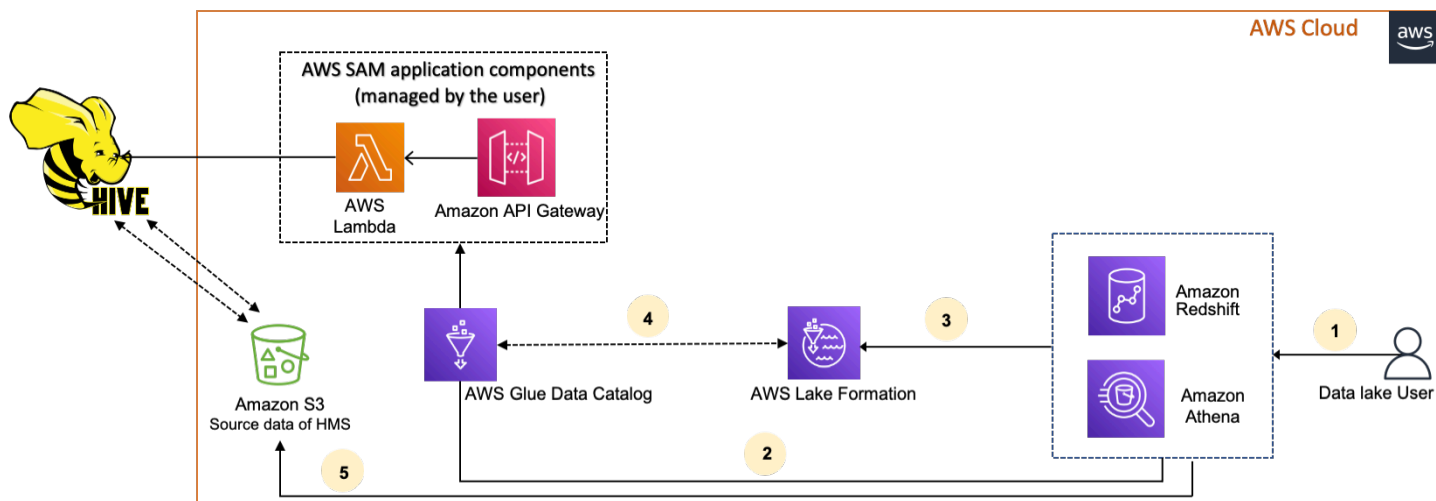 AWS Cloud
aws
AWS SAM application components
(managed by the user)
HIVE
AWS
Lambda
Amazon API Gateway
</>
Amazon
Redshift
1
3
4
AWS Glue Data Catalog
AWS Lake Formation
Amazon
Athena
Data lake User
Amazon S3
Source data of HMS
2
5